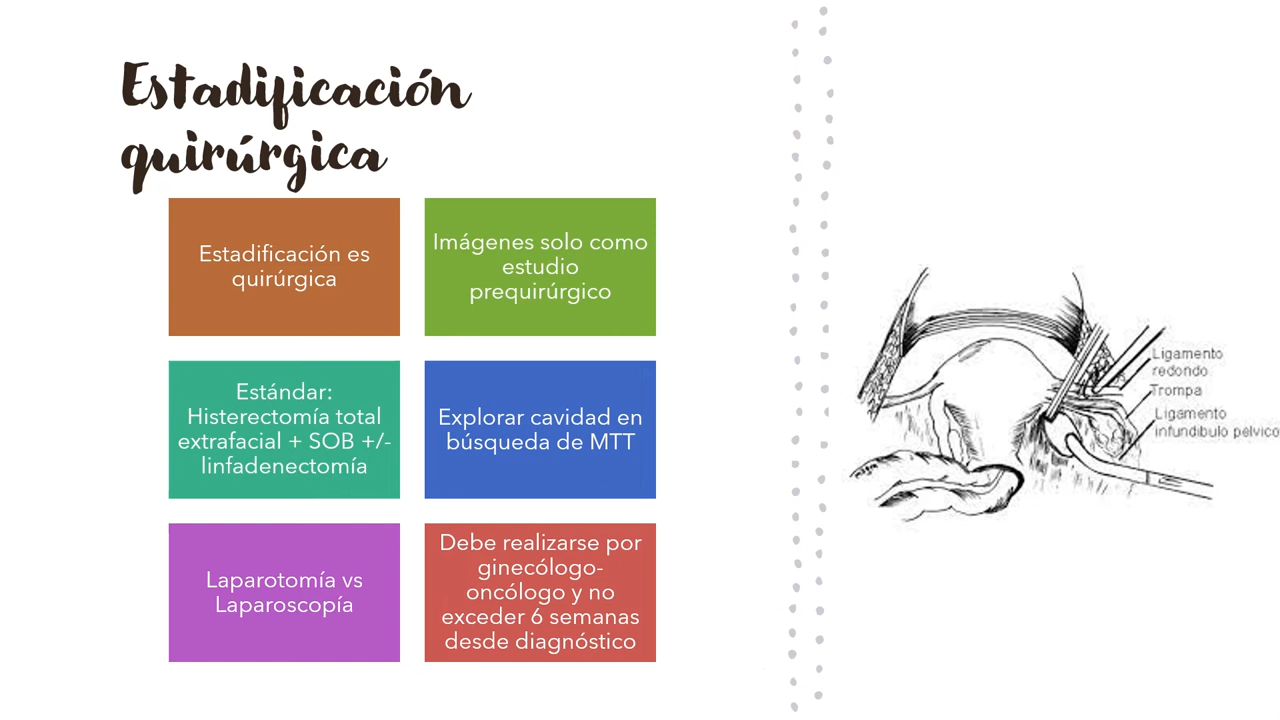 Estadificación
quirúrgica
Estadificación es
quirúrgica
Imágenes solo como
estudio
prequirúrgico
Estándar:
Histerectomía total
extrafacial + SOB +/-
linfadenectomía
Explorar cavidad en
búsqueda de MTT
Laparotomía vs
Laparoscopía
Debe realizarse por
ginecólogo-
oncólogo y no
exceder 6 semanas
desde diagnóstico
Ligamento
redondo
Trompa
Ligamento
infundibulo pelvico